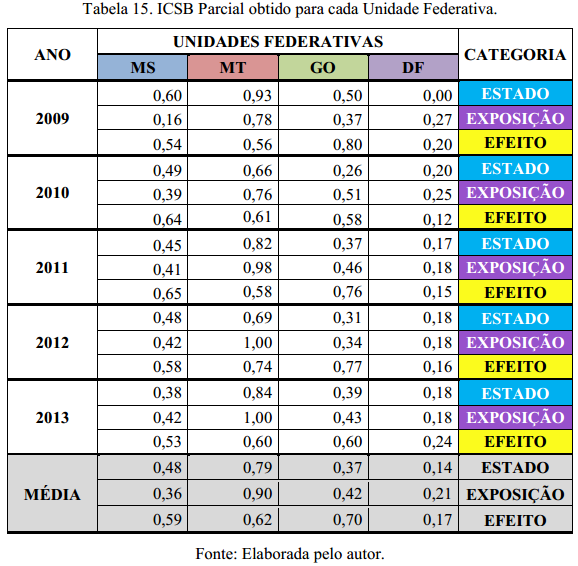 Tabela 15. ICSB Parcial obtido para cada Unidade Federativa.
ANO UNIDADES FEDERATIVAS CATEGORIA
MS MT GO DF
2009
0,60 0,93 0,50 0,00 ESTADO
0,16 0,78 0,37 0,27 EXPOSIÇÃO
0,54 0,56 0,80 0,20 EFEITO
2010
0,49 0,66 0,26 0,20 ESTADO
0,39 0,76 0,51 0,25 EXPOSIÇÃO
0,64 0,61 0,58 0,12 EFEITO
2011
0,45 0,82 0,37 0,17 ESTADO
0,41 0,98 0,46 0,18 EXPOSIÇÃO
0,65 0,58 0,76 0,15 EFEITO
2012
0,48 0,69 0,31 0,18 ESTADO
0,42 1,00 0,34 0,18 EXPOSIÇÃO
0,58 0,74 0,77 0,16 EFEITO
2013
0,38 0,84 0,39 0,18 ESTADO
0,42 1,00 0,43 0,18 EXPOSIÇÃO
0,53 0,60 0,60 0,24 EFEITO
MÉDIA
0,48 0,79 0,37 0,14 ESTADO
0,36 0,90 0,42 0,21 EXPOSIÇÃO
0,59 0,62 0,70 0,17 EFEITO
Fonte: Elaborada pelo autor.